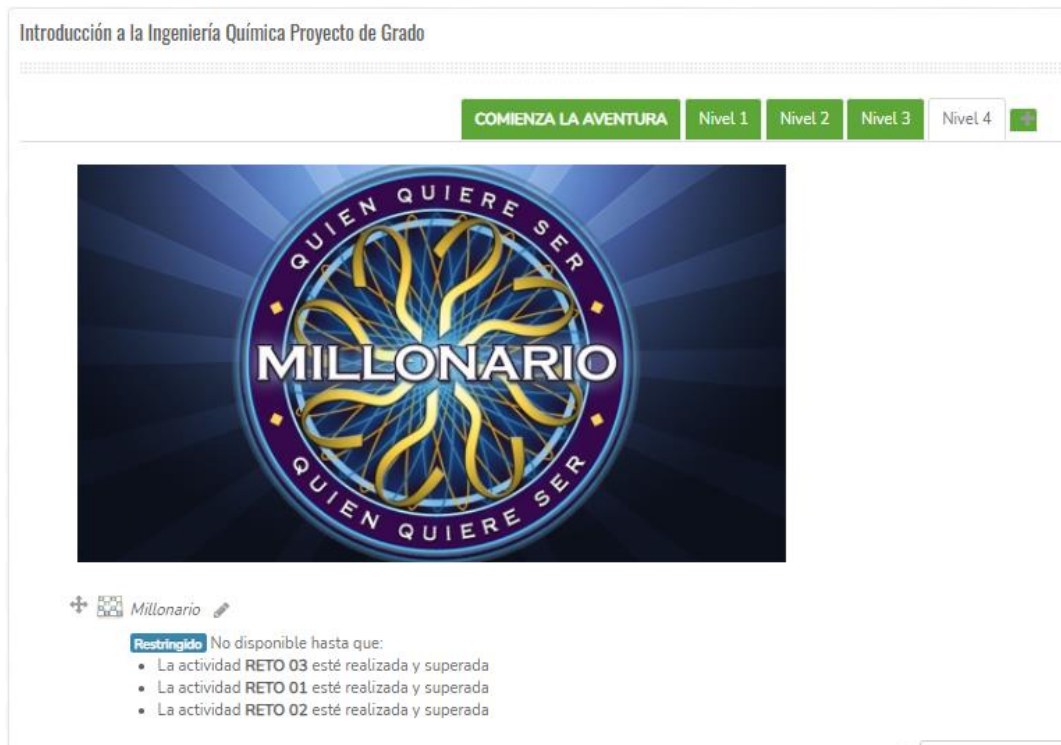 Introducción a la Ingeniería Química Proyecto de Grado
COMIENZA LA AVENTURA Nivel 1 Nivel 2 Nivel 3 Nivel 4
QUIEN QUIERE SER
MILLONARIO
QUIEN QUIERE SER
Millonario
Restringido No disponible hasta que:
La actividad RETO 03 esté realizada y superada
La actividad RETO 01 esté realizada y superada
La actividad RETO 02 esté realizada y superada